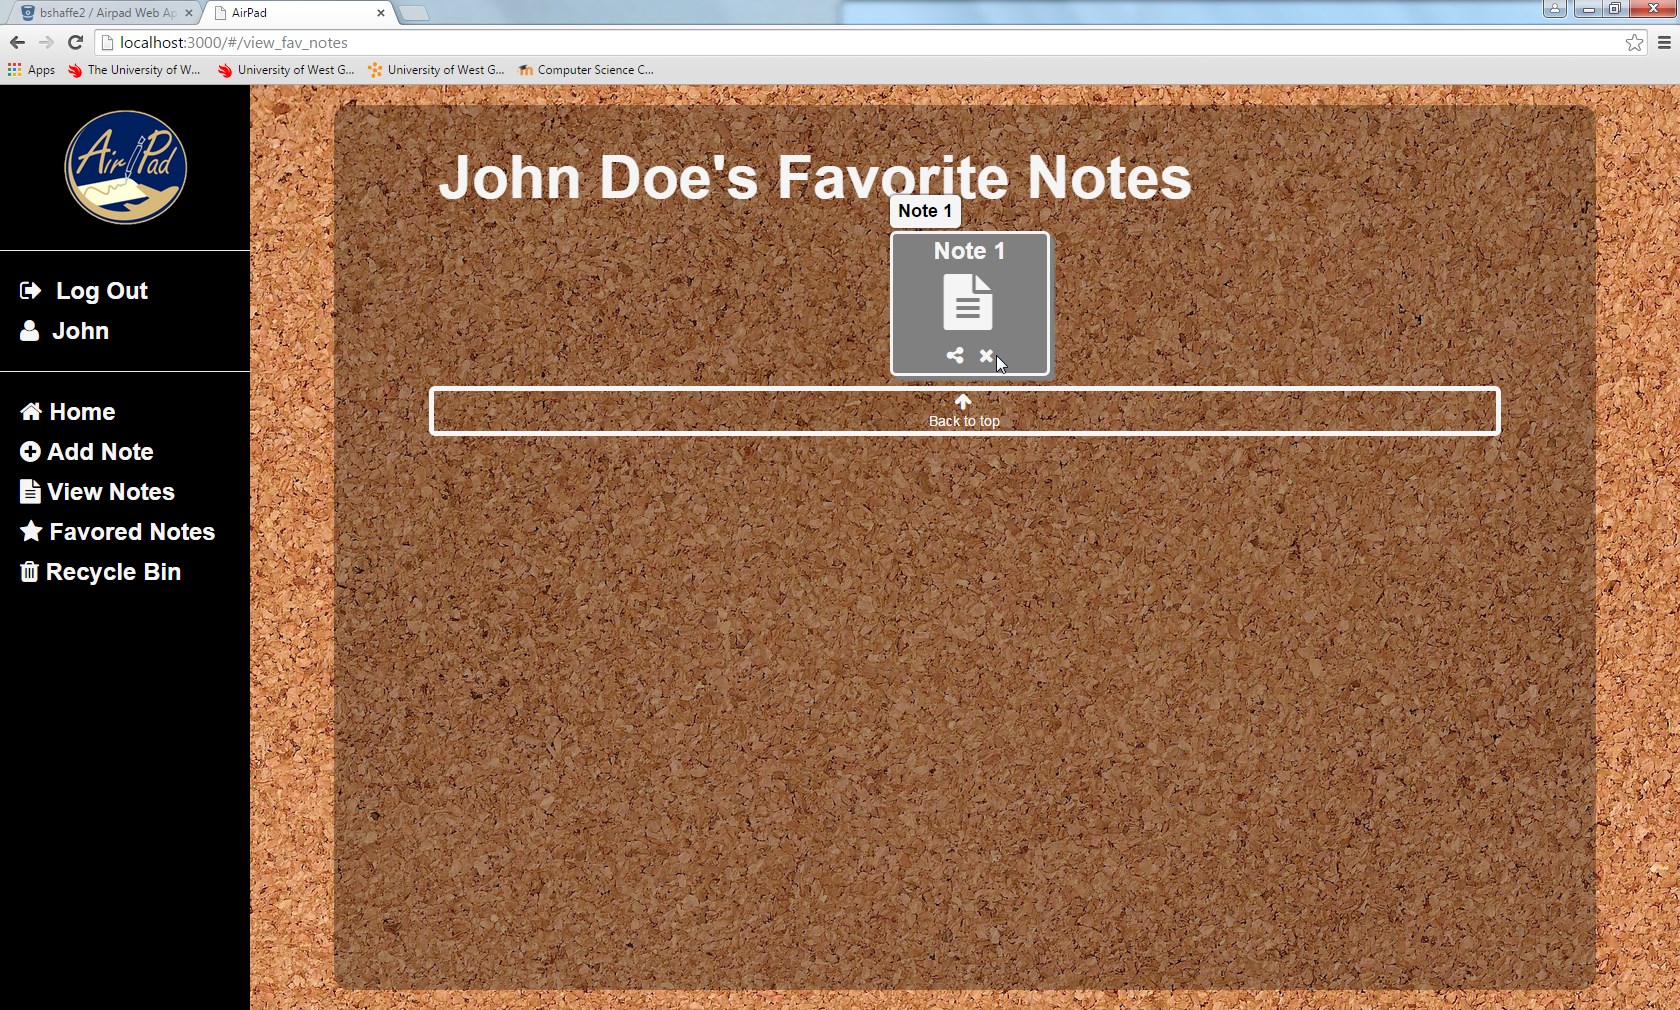 bshaffe2 / Airpad Web Ap
AirPad
localhost:3000/#/view_fav_notes
Apps
The University of W...
University of West G...
University of West G...
Computer Science C...
Air Pad
Log Out
John
Home
Add Note
View Notes
Favored Notes
Recycle Bin
John Doe's Favorite Notes
Note 1
Note 1
Back to top